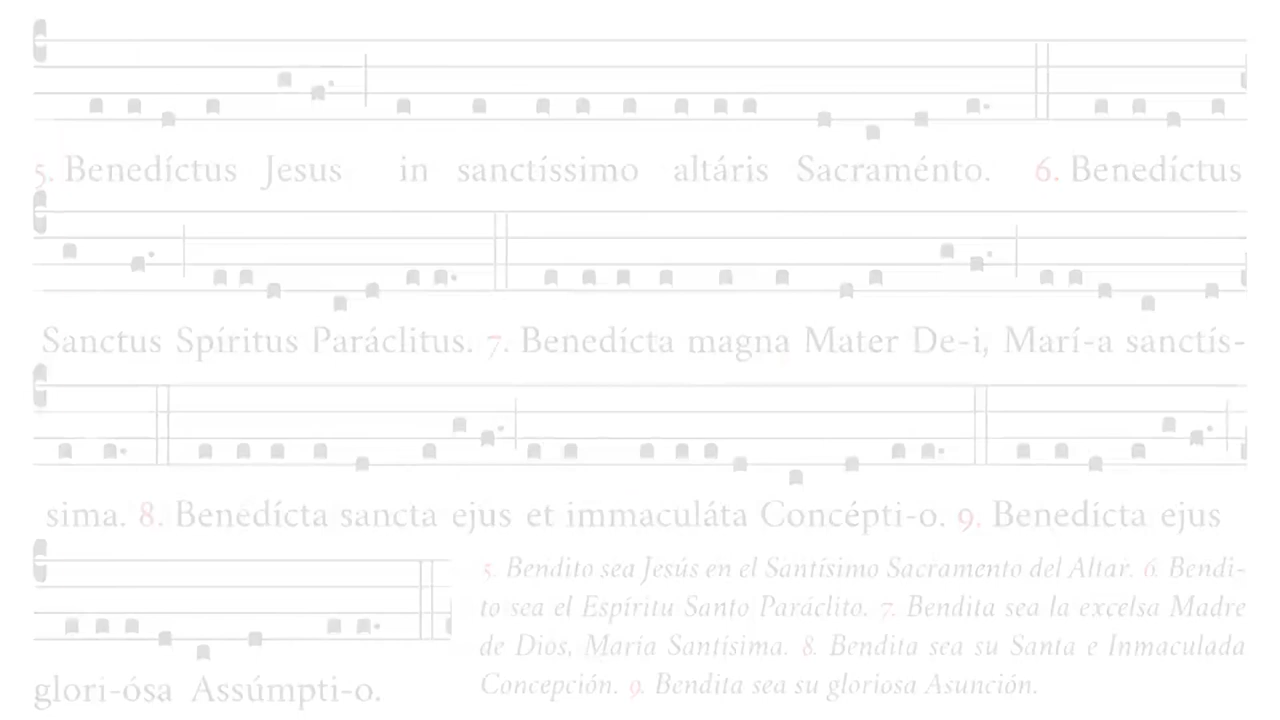 5. Benedíctus Jesus in sanctíssimo altáris Sacraménto. 6. Benedíctus
Sanctus Spíritus Paráclitus. 7. Benedícta magna Mater De-i, Marí-a sanctís-
sima. 8. Benedícta sancta ejus et immaculáta Concépti-o. 9. Benedícta ejus
glori-ósa Assúmpti-o.
5. Bendito sea Jesús en el Santísimo Sacramento del Altar. 6. Bendi-
to sea el Espíritu Santo Paráclito. 7. Bendita sea la excelsa Madre
de Dios, María Santísima. 8. Bendita sea su Santa e Inmaculada
Concepción. 9. Bendita sea su gloriosa Asunción.